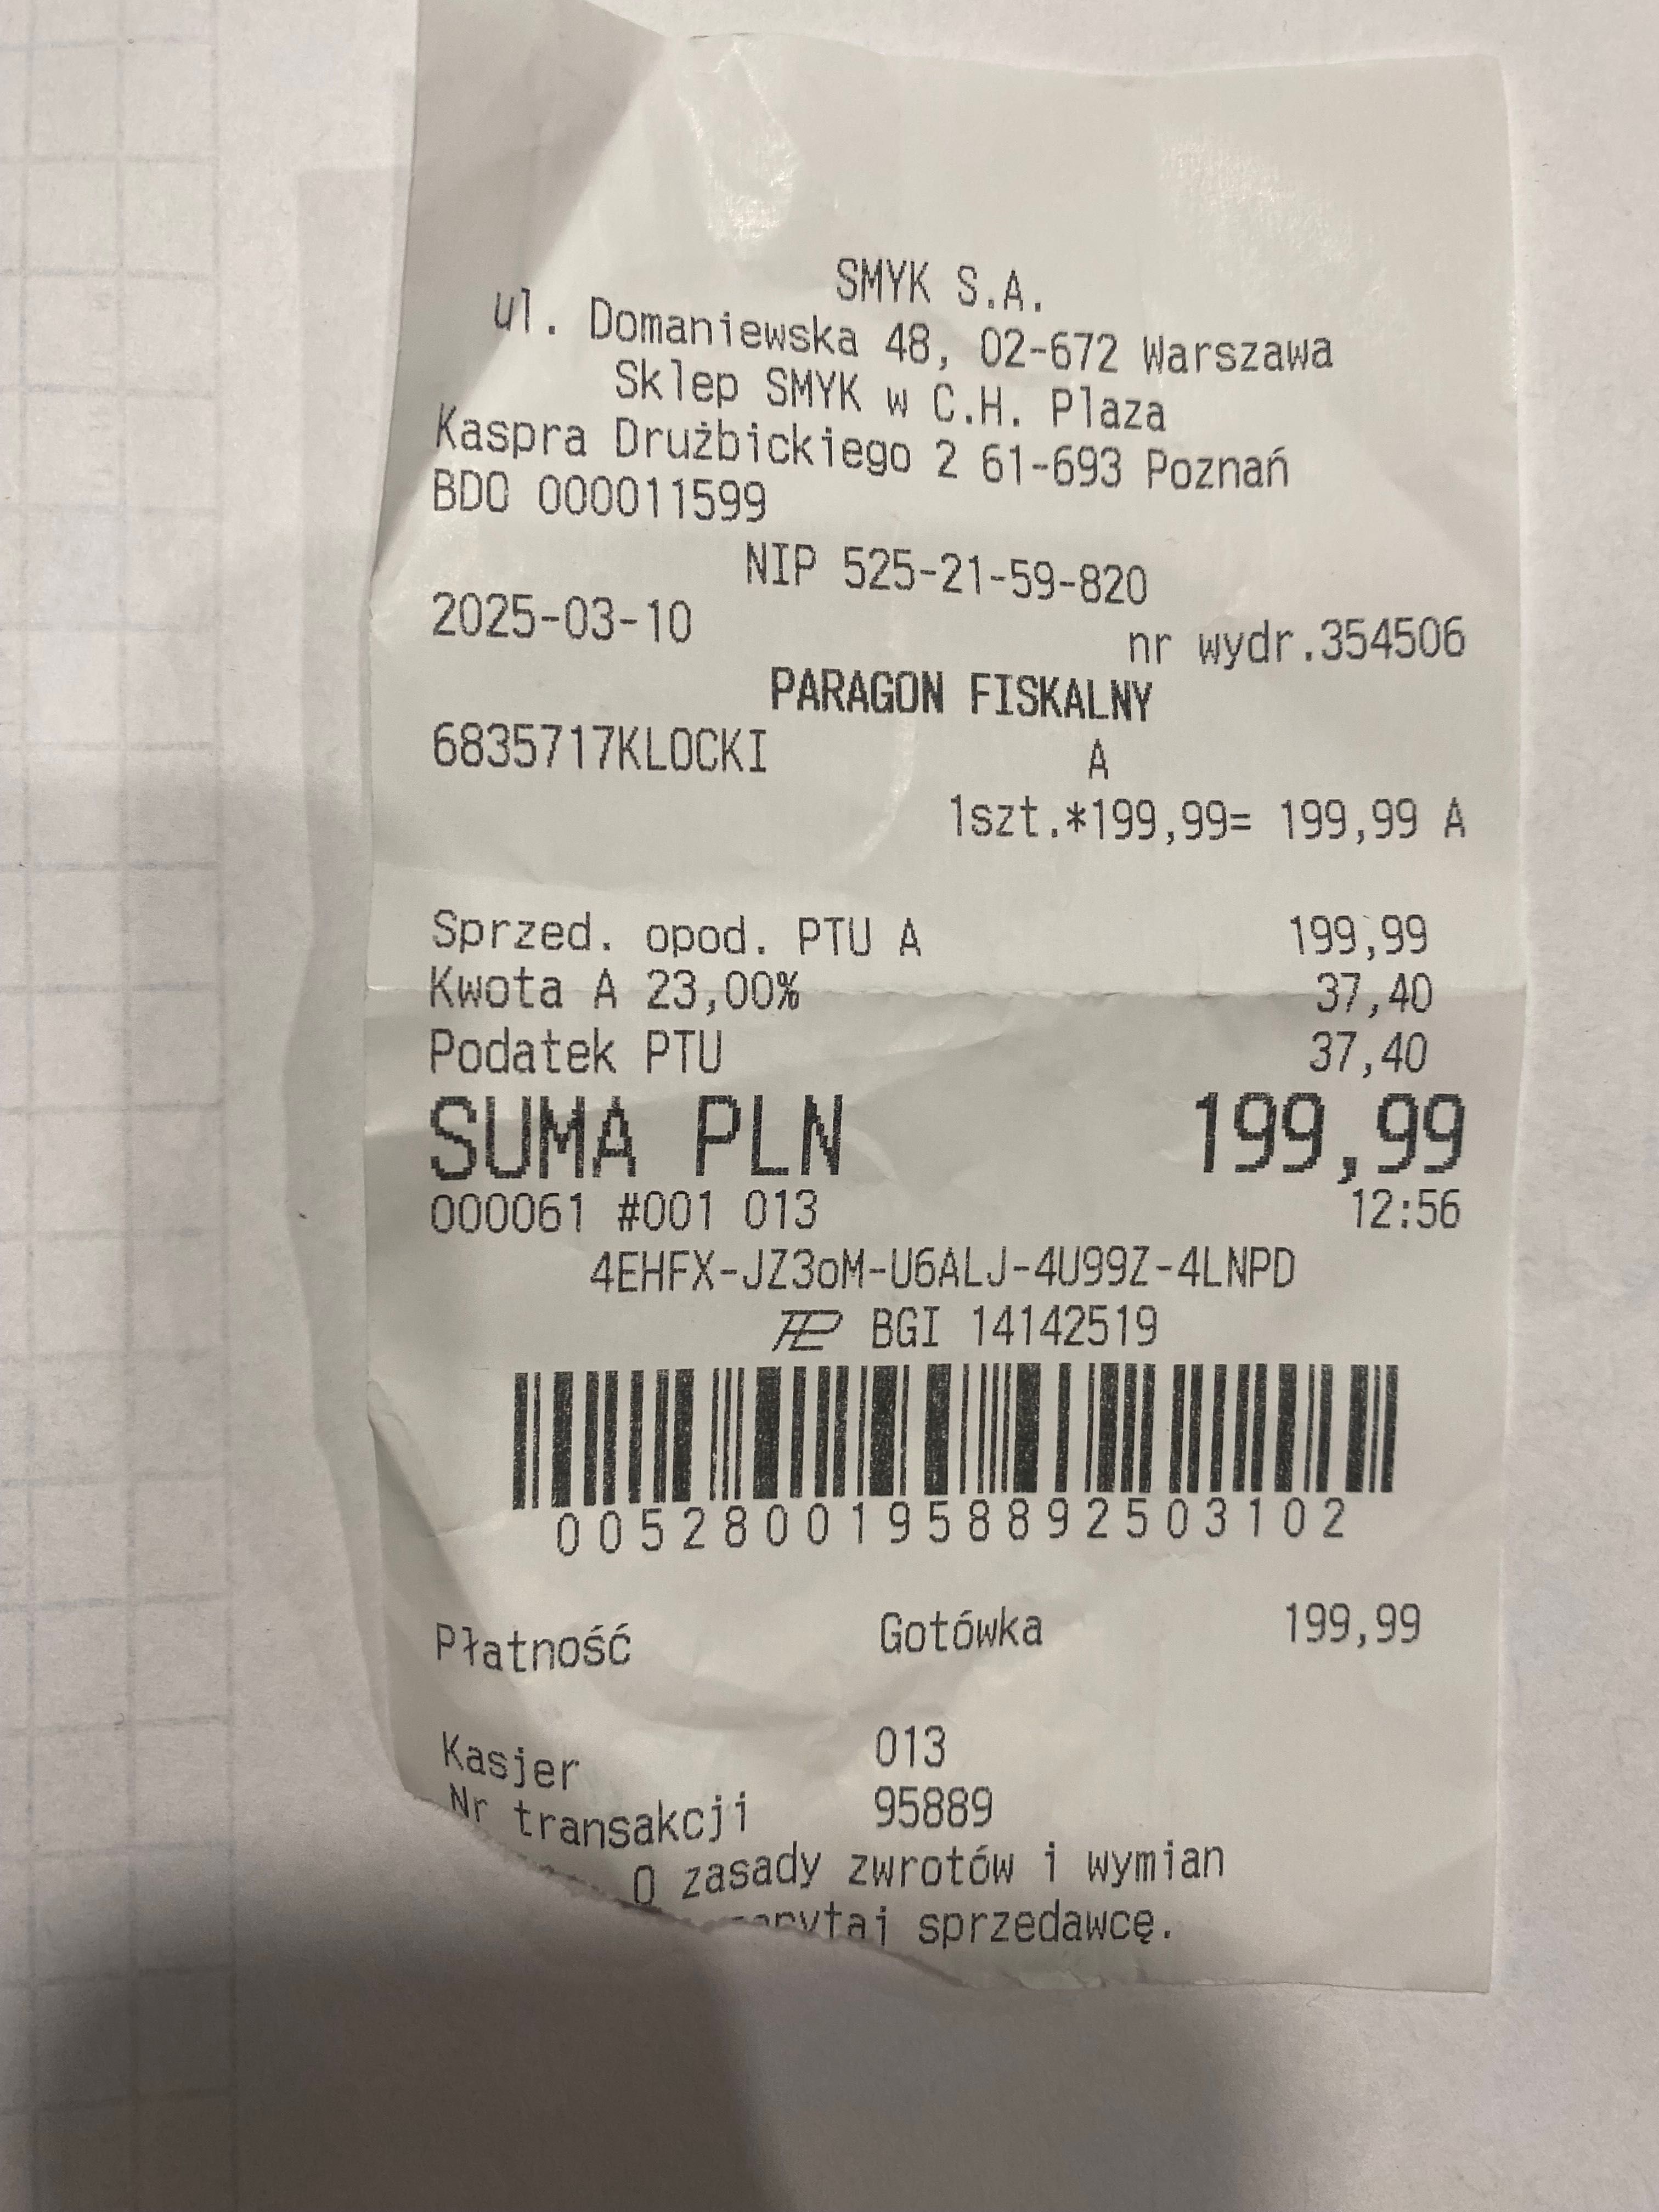 SMYK S.A.
ul. Domaniewska 48, 02-672 Warszawa
Sklep SMYK w C.H. Plaza
Kaspra Drużbickiego 2 61-693 Poznań
BDO 000011599
NIP 525-21-59-820
2025-03-10 nr wydr.354506
PARAGON FISKALNY
6835717KLOCKI A
1szt.*199,99= 199,99 A
Sprzed. opod. PTU A 199,99
Kwota A 23,00% 37,40
Podatek PTU 37,40
SUMA PLN 199,99
000061 #001 013 12:56
4EHFX-JZ3oM-U6ALJ-4U99Z-4LNPD
BGI 14142519
00528001958892503102
Płatność Gotówka 199,99
Kasjer 013
Nr transakcji 95889
O zasady zwrotów i wymian
sprzedawcę.